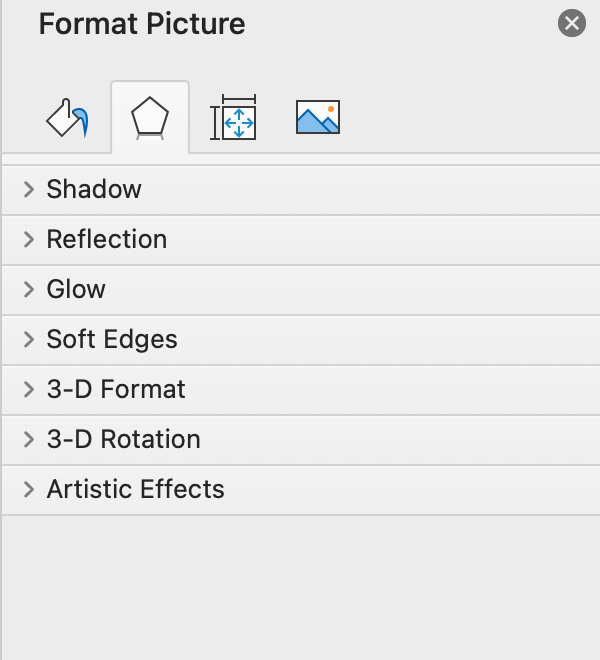 Format Picture
Shadow
Reflection
Glow
Soft Edges
3-D Format
3-D Rotation
Artistic Effects